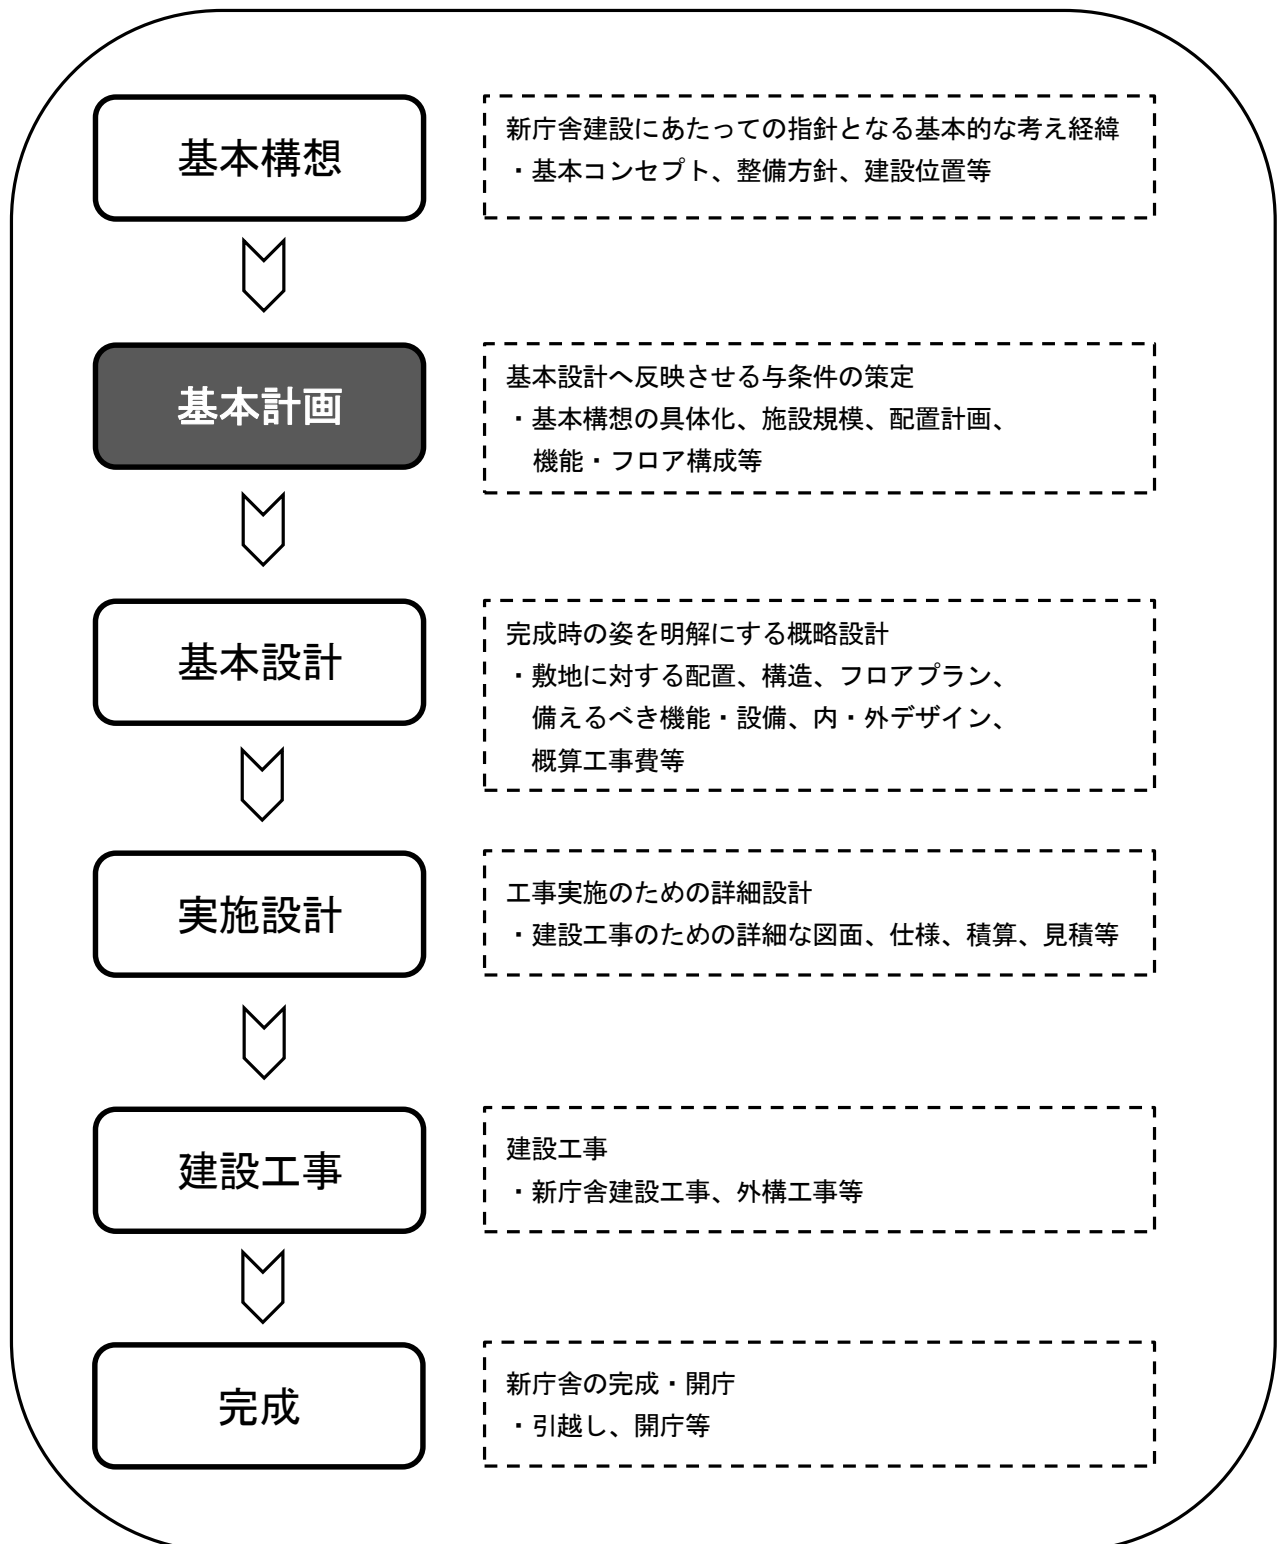 基本構想
新庁舎建設にあたっての指針となる基本的な考え経緯
・基本コンセプト、整備方針、建設位置等
基本計画
基本設計へ反映させる与条件の策定
・基本構想の具体化、施設規模、配置計画、
機能・フロア構成等
基本設計
完成時の姿を明解にする概略設計
・敷地に対する配置、構造、フロアプラン、
備えるべき機能・設備、内・外デザイン、
概算工事費等
実施設計
工事実施のための詳細設計
・建設工事のための詳細な図面、仕様、積算、見積等
建設工事
建設工事
・新庁舎建設工事、外構工事等
完成
新庁舎の完成・開庁
・引越し、開庁等